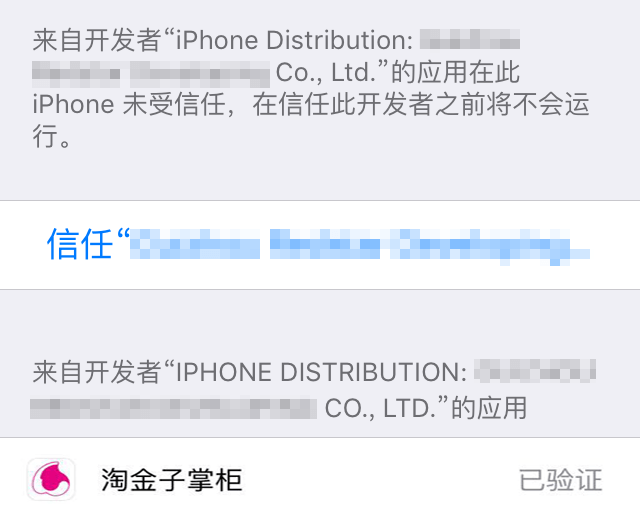 来自开发者“iPhone Distribution:
Co., Ltd.”的应用在此
iPhone 未受信任，在信任此开发者之前将不会运
行。
信任“
来自开发者“IPHONE DISTRIBUTION:
CO., LTD.”的应用
淘金子掌柜 已验证